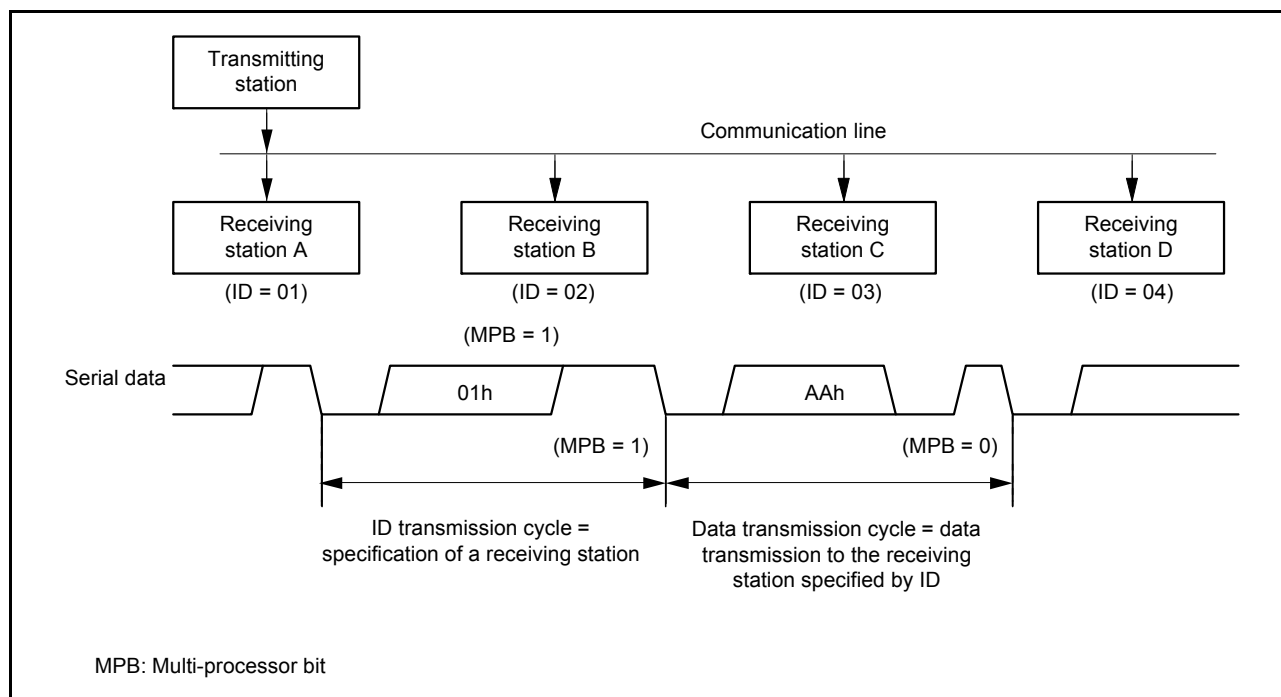 Transmitting
station
Communication line
Receiving
station A
Receiving
station B
Receiving
station C
Receiving
station D
(ID = 01)
(ID = 02)
(ID = 03)
(ID = 04)
(MPB = 1)
Serial data
01h
AAh
(MPB = 1)
(MPB = 0)
ID transmission cycle =
specification of a receiving station
Data transmission cycle = data
transmission to the receiving
station specified by ID
MPB: Multi-processor bit